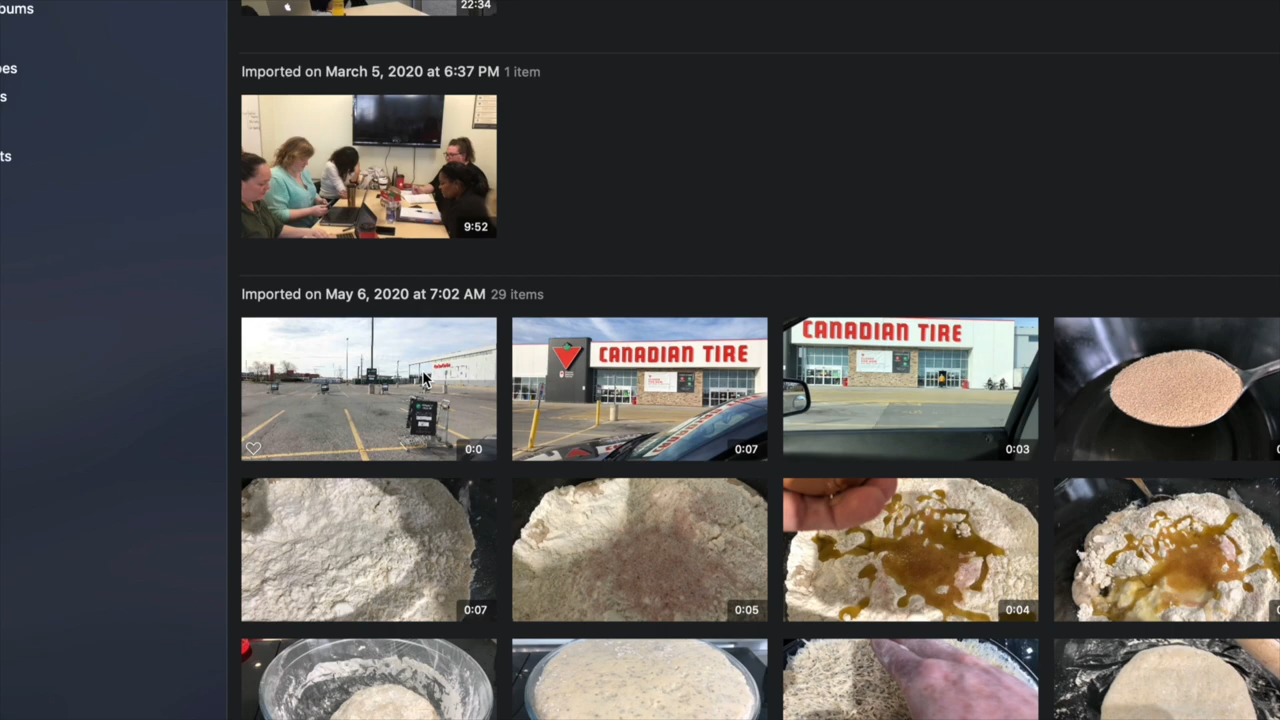 bums
22:34
es
Imported on March 5, 2020 at 6:37 PM 1 item
s
ts
9:52
Imported on May 6, 2020 at 7:02 AM 29 items
CANADIAN TIRE
CANADIAN TIRE
0:0
0:07
0:03
0:07
0:05
0:04